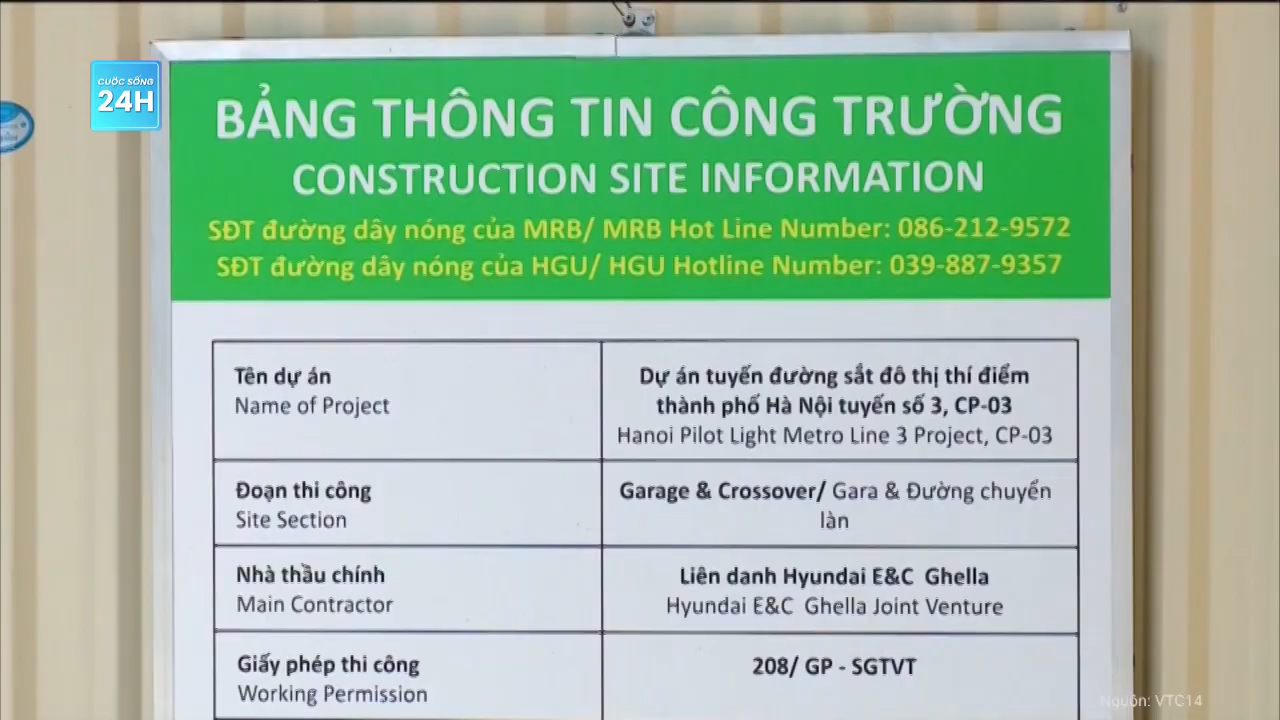 CUỘC SỐNG
24H
BẢNG THÔNG TIN CÔNG TRƯỜNG
CONSTRUCTION SITE INFORMATION
SĐT đường dây nóng của MRB/ MRB Hot Line Number: 086-212-9572
SĐT đường dây nóng của HGU/ HGU Hotline Number: 039-887-9357
Tên dự án
Name of Project
Dự án tuyến đường sắt đô thị thí điểm
thành phố Hà Nội tuyến số 3, CP-03
Hanoi Pilot Light Metro Line 3 Project, CP-03
Đoạn thi công
Site Section
Garage & Crossover/ Gara & Đường chuyển
làn
Nhà thầu chính
Main Contractor
Liên danh Hyundai E&C Ghella
Hyundai E&C Ghella Joint Venture
Giấy phép thi công
Working Permission
208/ GP - SGTVT
Nguồn: VTC14